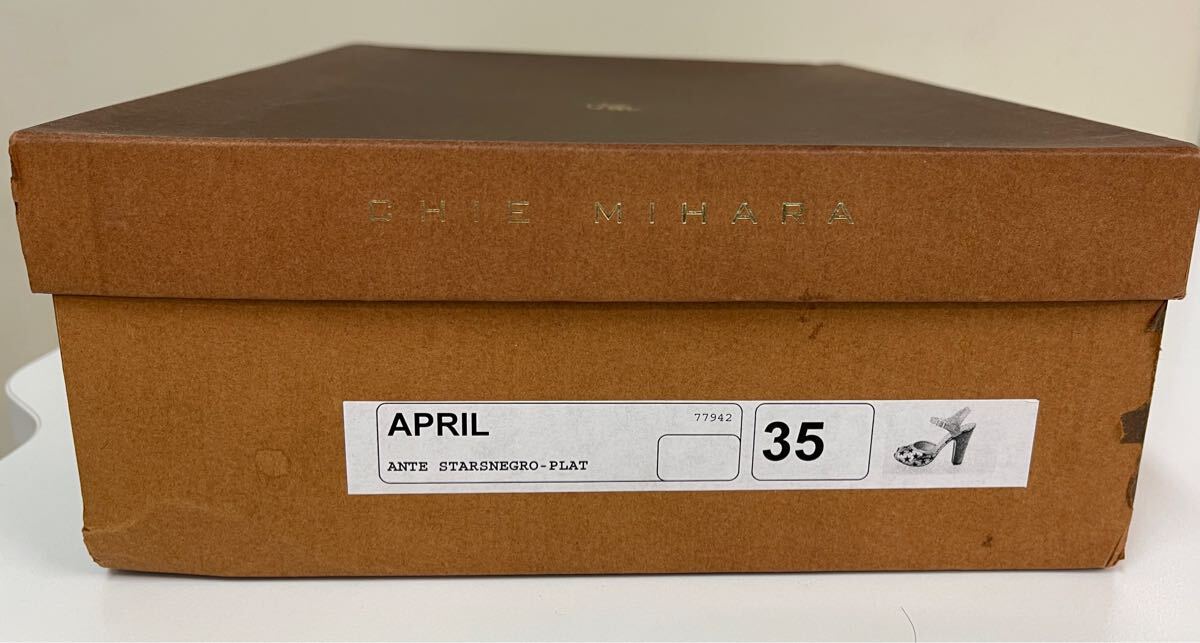 CHIE MIHARA
APRIL
77942
35
ANTE STARSNEGRO-PLAT